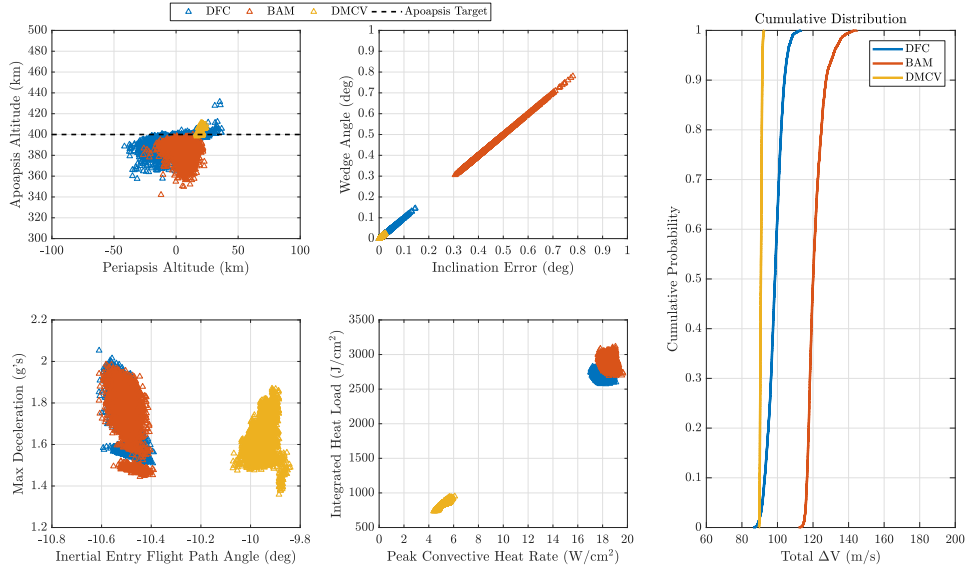 DFC BAM DMCV Apoapsis Target
500
480
460
440
420
400
380
360
340
320
300
Apoapsis Altitude (km)
-100 -50 0 50 100
Periapsis Altitude (km)
1
0.9
0.8
0.7
0.6
0.5
0.4
0.3
0.2
0.1
0
Wedge Angle (deg)
0 0.1 0.2 0.3 0.4 0.5 0.6 0.7 0.8 0.9 1
Inclination Error (deg)
2.2
2
1.8
1.6
1.4
1.2
Max Deceleration (g's)
-10.8 -10.6 -10.4 -10.2 -10 -9.8
Inertial Entry Flight Path Angle (deg)
3500
3000
2500
2000
1500
1000
500
Integrated Heat Load (J/cm²)
0 2 4 6 8 10 12 14 16 18 20
Peak Convective Heat Rate (W/cm²)
Cumulative Distribution
DFC
BAM
DMCV
1
0.9
0.8
0.7
0.6
0.5
0.4
0.3
0.2
0.1
0
Cumulative Probability
60 80 100 120 140 160 180 200
Total ΔV (m/s)